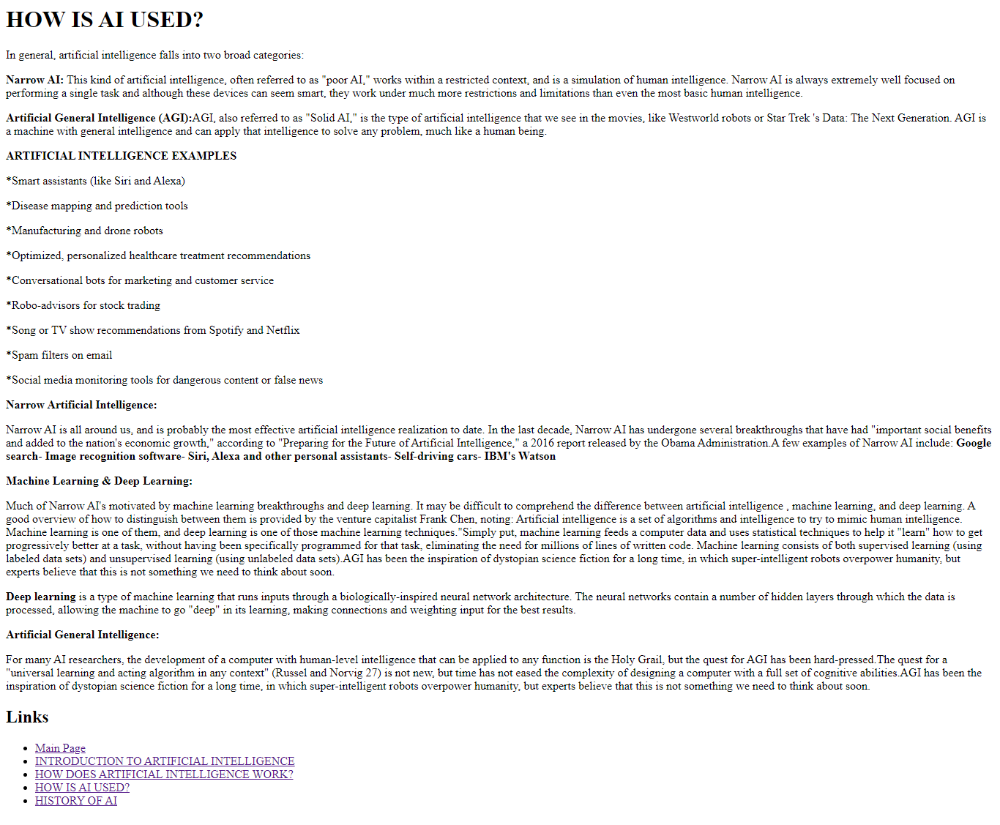 HOW IS AI USED?
In general, artificial intelligence falls into two broad categories:
Narrow AI: This kind of artificial intelligence, often referred to as "poor AI," works within a restricted context, and is a simulation of human intelligence. Narrow AI is always extremely well focused on
performing a single task and although these devices can seem smart, they work under much more restrictions and limitations than even the most basic human intelligence.
Artificial General Intelligence (AGI):AGI, also referred to as "Solid AI," is the type of artificial intelligence that we see in the movies, like Westworld robots or Star Trek 's Data: The Next Generation. AGI is
a machine with general intelligence and can apply that intelligence to solve any problem, much like a human being.
ARTIFICIAL INTELLIGENCE EXAMPLES
*Smart assistants (like Siri and Alexa)
*Disease mapping and prediction tools
*Manufacturing and drone robots
*Optimized, personalized healthcare treatment recommendations
*Conversational bots for marketing and customer service
*Robo-advisors for stock trading
*Song or TV show recommendations from Spotify and Netflix
*Spam filters on email
*Social media monitoring tools for dangerous content or false news
Narrow Artificial Intelligence:
Narrow AI is all around us, and is probably the most effective artificial intelligence realization to date. In the last decade, Narrow AI has undergone several breakthroughs that have had "important social benefits
and added to the nation's economic growth," according to "Preparing for the Future of Artificial Intelligence," a 2016 report released by the Obama Administration.A few examples of Narrow AI include: Google
search- Image recognition software- Siri, Alexa and other personal assistants- Self-driving cars- IBM's Watson
Machine Learning & Deep Learning:
Much of Narrow AI's motivated by machine learning breakthroughs and deep learning. It may be difficult to comprehend the difference between artificial intelligence , machine learning, and deep learning. A
good overview of how to distinguish between them is provided by the venture capitalist Frank Chen, noting: Artificial intelligence is a set of algorithms and intelligence to try to mimic human intelligence.
Machine learning is one of them, and deep learning is one of those machine learning techniques."Simply put, machine learning feeds a computer data and uses statistical techniques to help it "learn" how to get
progressively better at a task, without having been specifically programmed for that task, eliminating the need for millions of lines of written code. Machine learning consists of both supervised learning (using
labeled data sets) and unsupervised learning (using unlabeled data sets).AGI has been the inspiration of dystopian science fiction for a long time, in which super-intelligent robots overpower humanity, but
experts believe that this is not something we need to think about soon.
Deep learning is a type of machine learning that runs inputs through a biologically-inspired neural network architecture. The neural networks contain a number of hidden layers through which the data is
processed, allowing the machine to go "deep" in its learning, making connections and weighting input for the best results.
Artificial General Intelligence:
For many AI researchers, the development of a computer with human-level intelligence that can be applied to any function is the Holy Grail, but the quest for AGI has been hard-pressed.The quest for a
"universal learning and acting algorithm in any context" (Russel and Norvig 27) is not new, but time has not eased the complexity of designing a computer with a full set of cognitive abilities.AGI has been the
inspiration of dystopian science fiction for a long time, in which super-intelligent robots overpower humanity, but experts believe that this is not something we need to think about soon.
Links
Main Page
INTRODUCTION TO ARTIFICIAL INTELLIGENCE
HOW DOES ARTIFICIAL INTELLIGENCE WORK?
HOW IS AI USED?
HISTORY OF AI